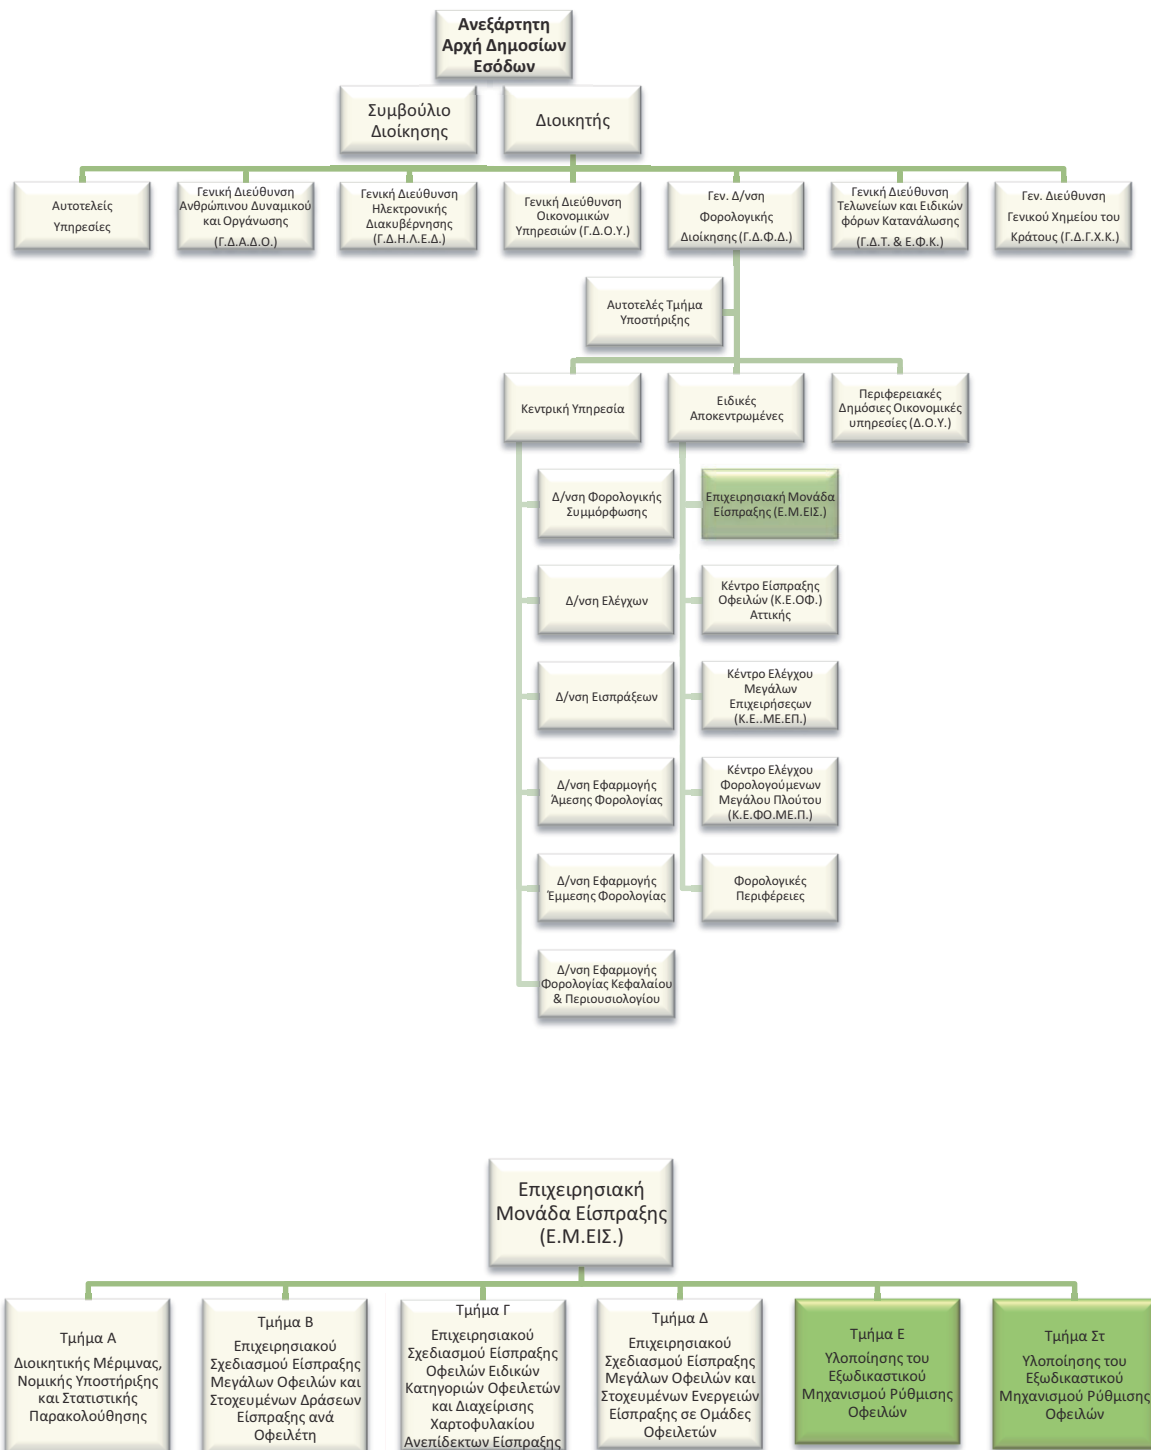 Ανεξάρτητη
Αρχή Δημοσίων
Εσόδων
Συμβούλιο
Διοίκησης
Διοικητής
Αυτοτελείς
Υπηρεσίες
Γενική Διεύθυνση
Ανθρώπινου Δυναμικού
και Οργάνωσης
(Γ.Δ.Α.Δ.Ο.)
Γενική Διεύθυνση
Ηλεκτρονικής
Διακυβέρνησης
(Γ.Δ.Η.Λ.Ε.Δ.)
Γενική Διεύθυνση
Οικονομικών
Υπηρεσιών (Γ.Δ.Ο.Υ.)
Γεν. Δ/νση
Φορολογικής
Διοίκησης (Γ.Δ.Φ.Δ.)
Γενική Διεύθυνση
Τελωνείων και Ειδικών
φόρων Κατανάλωσης
(Γ.Δ.Τ. & Ε.Φ.Κ.)
Γεν. Διεύθυνση
Γενικού Χημείου του
Κράτους (Γ.Δ.Γ.Χ.Κ.)
Αυτοτελές Τμήμα
Υποστήριξης
Κεντρική Υπηρεσία
Ειδικές
Αποκεντρωμένες
Περιφερειακές
Δημόσιες Οικονομικές
υπηρεσίες (Δ.Ο.Υ.)
Δ/νση Φορολογικής
Συμμόρφωσης
Επιχειρησιακή Μονάδα
Είσπραξης (Ε.Μ.ΕΙΣ.)
Δ/νση Ελέγχων
Κέντρο Είσπραξης
Οφειλών (Κ.Ε.ΟΦ.)
Αττικής
Δ/νση Εισπράξεων
Κέντρο Ελέγχου
Μεγάλων
Επιχειρήσεςων
(Κ.Ε..ΜΕ.ΕΠ.)
Δ/νση Εφαρμογής
Άμεσης Φορολογίας
Κέντρο Ελέγχου
Φορολογούμενων
Μεγάλου Πλούτου
(Κ.Ε.ΦΟ.ΜΕ.Π.)
Δ/νση Εφαρμογής
Έμμεσης Φορολογίας
Φορολογικές
Περιφέρειες
Δ/νση Εφαρμογής
Φορολογίας Κεφαλαίου
& Περιουσιολογίου
Επιχειρησιακή
Μονάδα Είσπραξης
(Ε.Μ.ΕΙΣ.)
Τμήμα Α
Διοικητικής Μέριμνας,
Νομικής Υποστήριξης
και Στατιστικής
Παρακολούθησης
Τμήμα Β
Επιχειρησιακού
Σχεδιασμού Είσπραξης
Μεγάλων Οφειλών και
Στοχευμένων Δράσεων
Είσπραξης ανά
Οφειλέτη
Τμήμα Γ
Επιχειρησιακού
Σχεδιασμού Είσπραξης
Οφειλών Ειδικών
Κατηγοριών Οφειλετών
και Διαχείρισης
Χαρτοφυλακίου
Ανεπίδεκτων Είσπραξης
Τμήμα Δ
Επιχειρησιακού
Σχεδιασμού Είσπραξης
Μεγάλων Οφειλών και
Στοχευμένων Ενεργειών
Είσπραξης σε Ομάδες
Οφειλετών
Τμήμα Ε
Υλοποίησης του
Εξωδικαστικού
Μηχανισμού Ρύθμισης
Οφειλών
Τμήμα Στ
Υλοποίησης του
Εξωδικαστικού
Μηχανισμού Ρύθμισης
Οφειλών